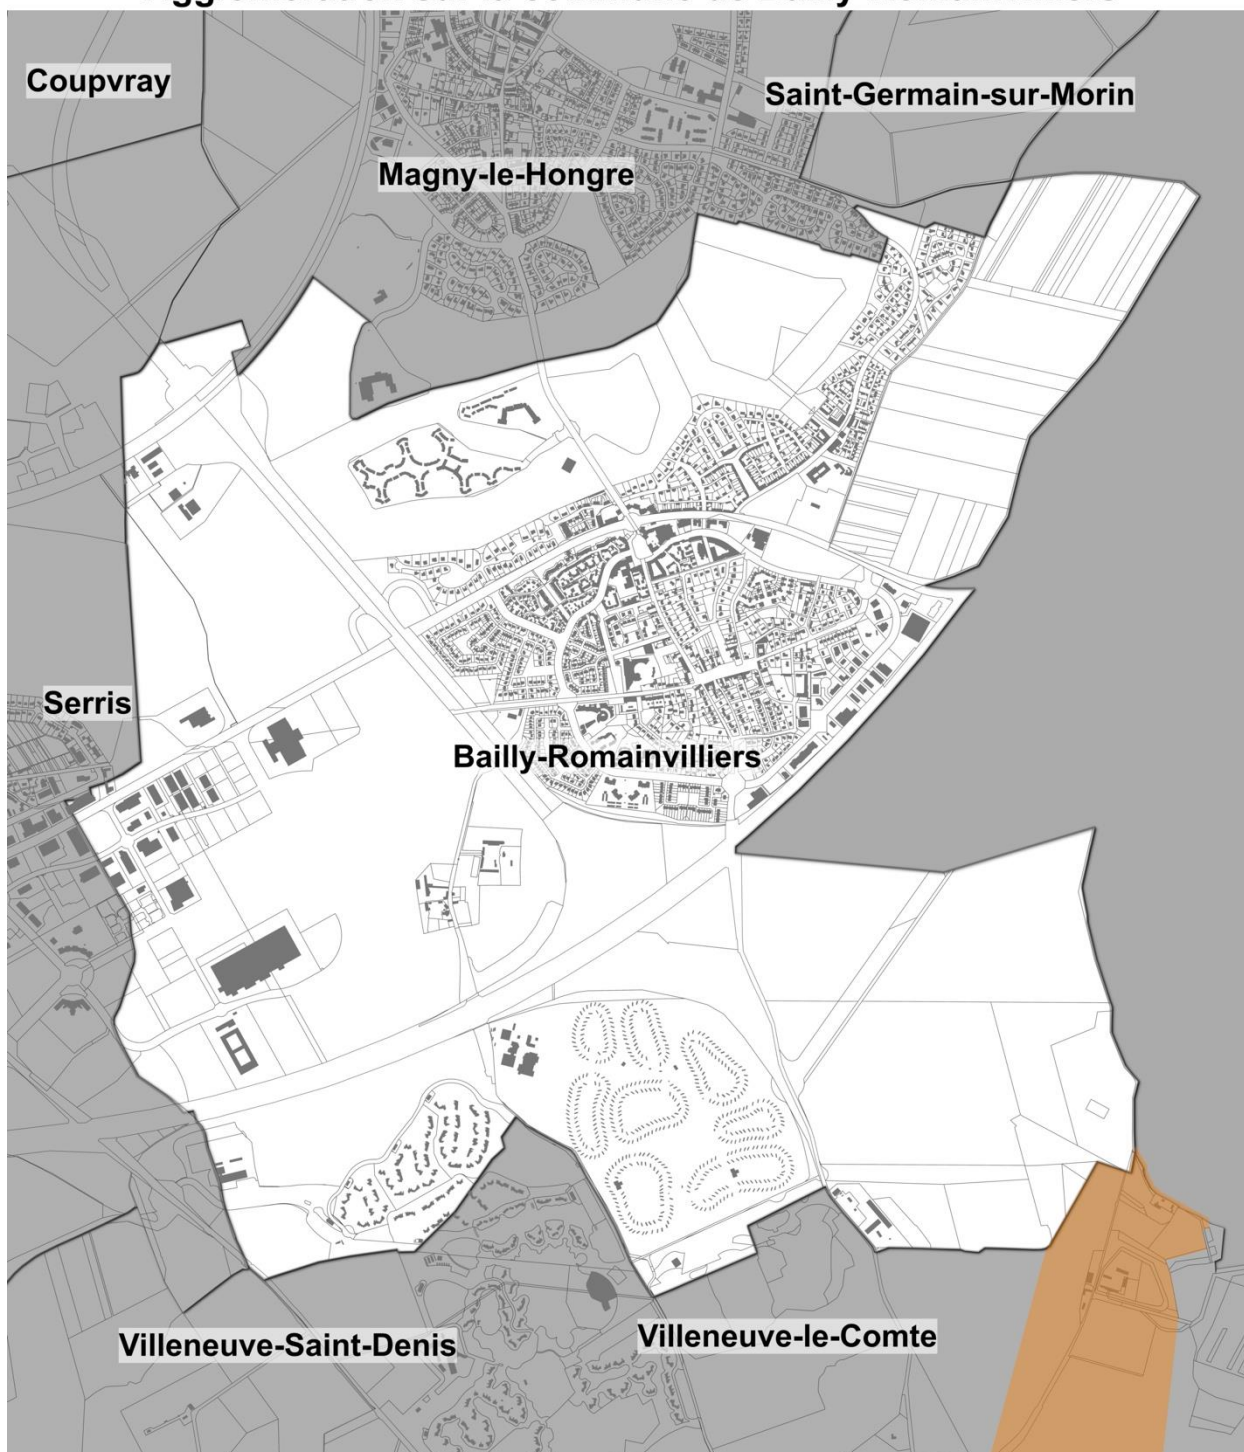 Coupvray
Saint-Germain-sur-Morin
Magny-le-Hongre
Serris
Bailly-Romainvilliers
Villeneuve-Saint-Denis
Villeneuve-le-Comte